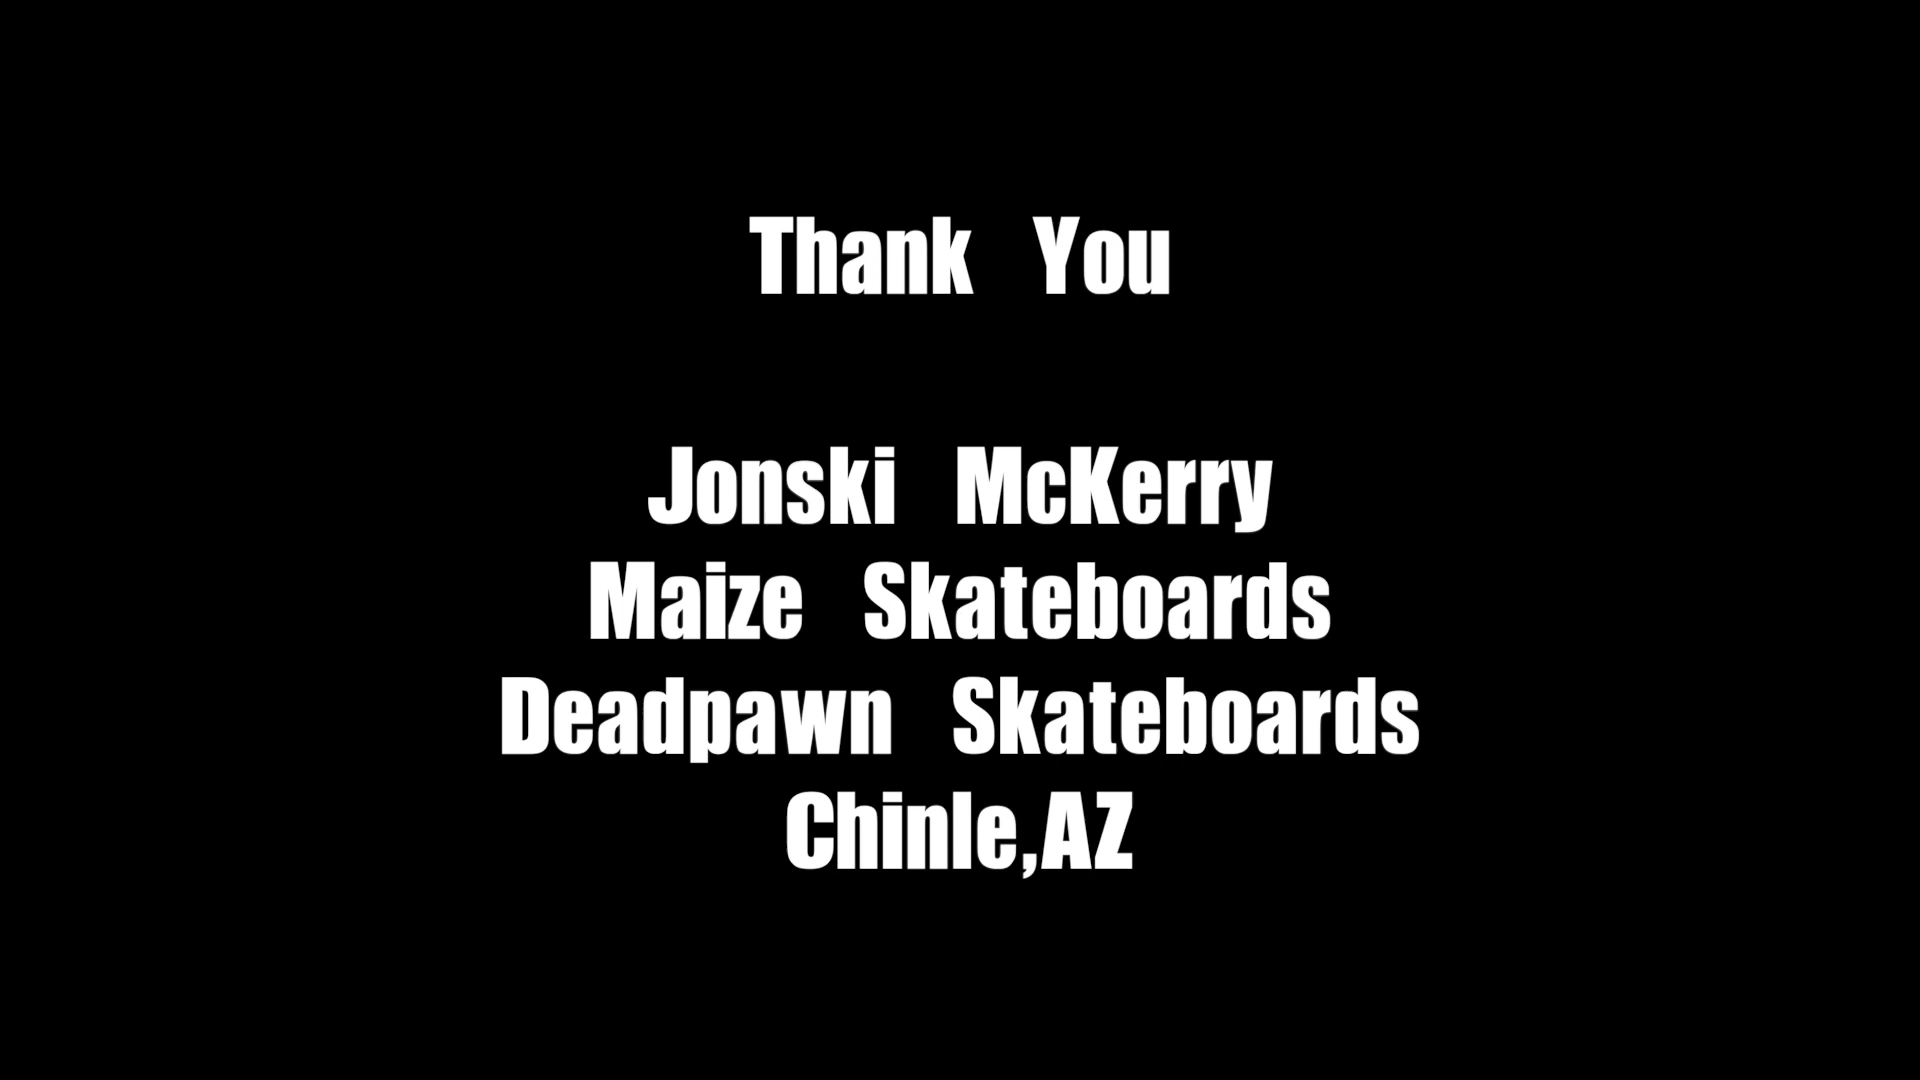 Thank You
Jonski McKerry
Maize Skateboards
Deadpawn Skateboards
Chinle,AZ